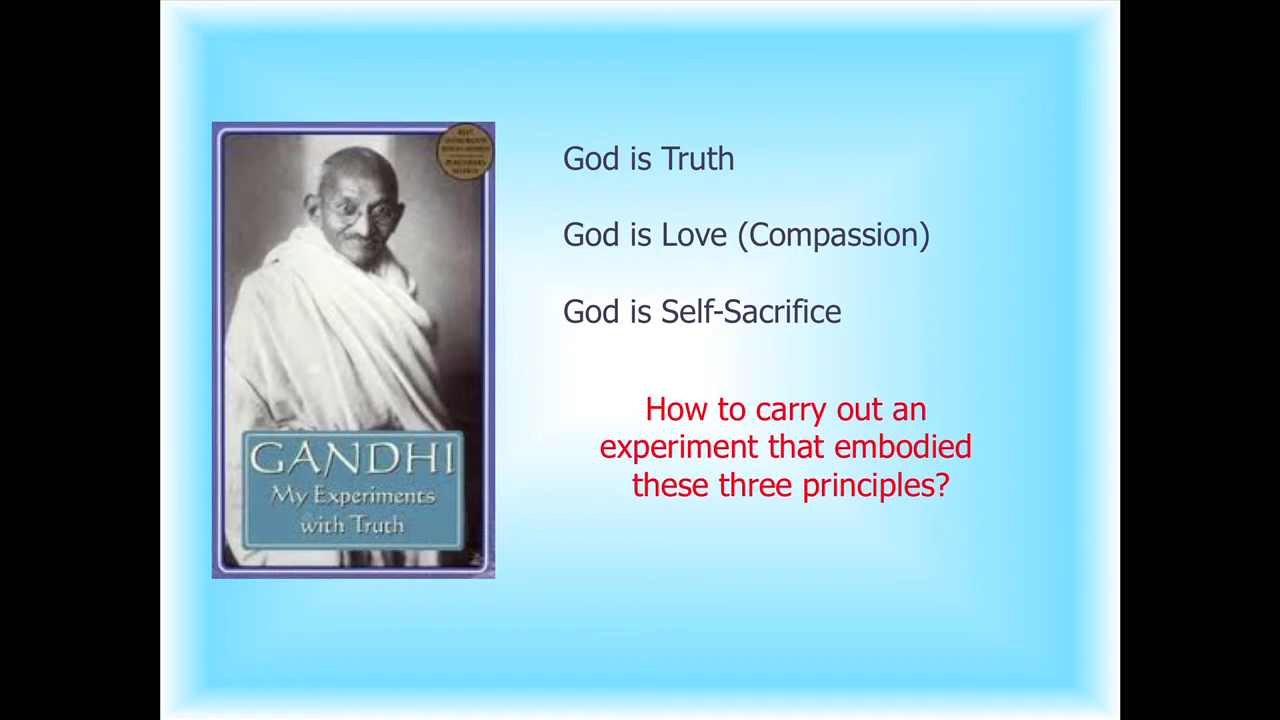 GANDHI
My Experiments
with Truth
God is Truth
God is Love (Compassion)
God is Self-Sacrifice
How to carry out an
experiment that embodied
these three principles?